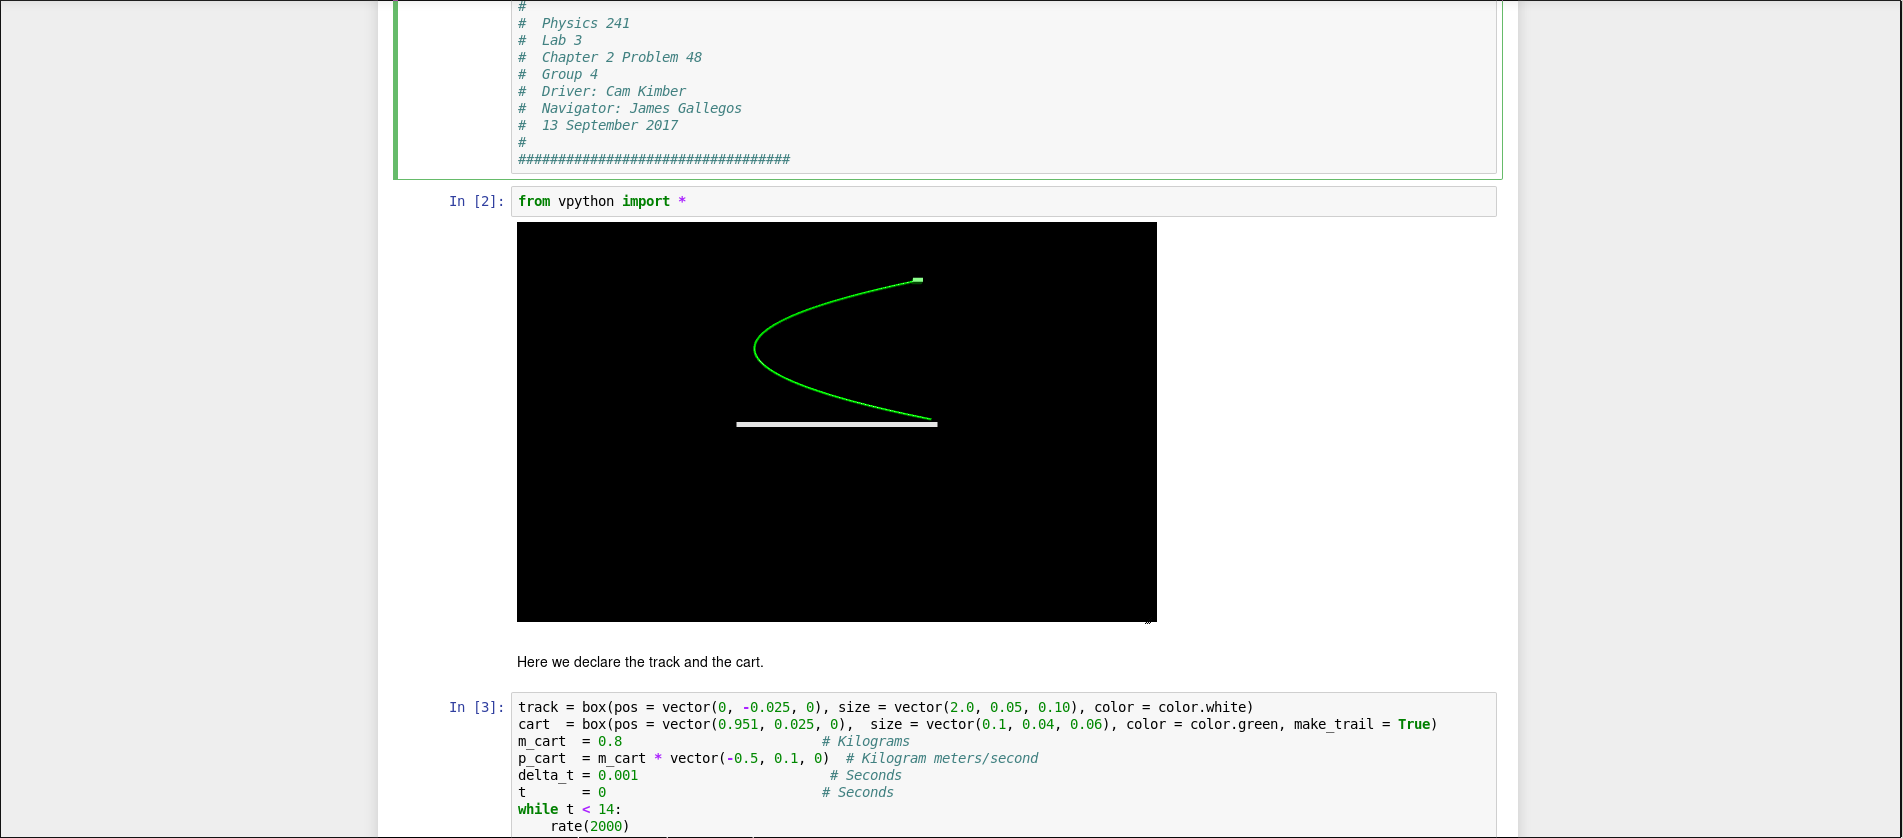 #
#  Physics 241
#  Lab 3
#  Chapter 2 Problem 48
#  Group 4
#  Driver: Cam Kimber
#  Navigator: James Gallegos
#  13 September 2017
#
##################################
In [2]: from vpython import *
Here we declare the track and the cart.
In [3]: track = box(pos = vector(0, -0.025, 0), size = vector(2.0, 0.05, 0.10), color = color.white)
cart  = box(pos = vector(0.951, 0.025, 0),  size = vector(0.1, 0.04, 0.06), color = color.green, make_trail = True)
m_cart  = 0.8                         # Kilograms
p_cart  = m_cart * vector(-0.5, 0.1, 0)  # Kilogram meters/second
delta_t = 0.001                        # Seconds
t       = 0                           # Seconds
while t < 14:
    rate(2000)